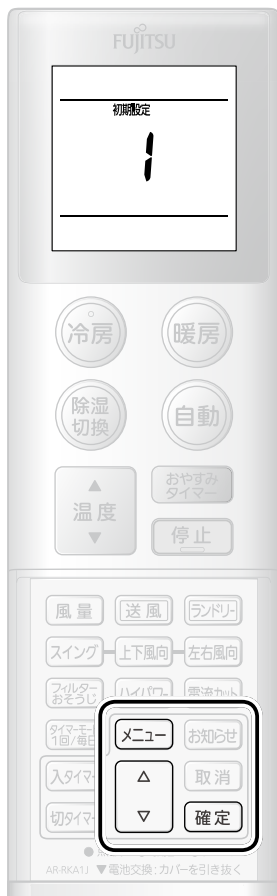 FUJITSU
初期設定
1
冷房 暖房
除湿
切換
自動
▲
温度
▼
おやすみ
タイマー
停止
風量 送風 ランドリー
スイング 上下風向 左右風向
フィルター
おそうじ
ハイパワー 電流カット
タイマーモー
1回/毎日
メニュー お知らせ
入タイマー △ 取消
切タイマー ▽ 確定
AR-RKA1J ▼電池交換:カバーを引き抜く